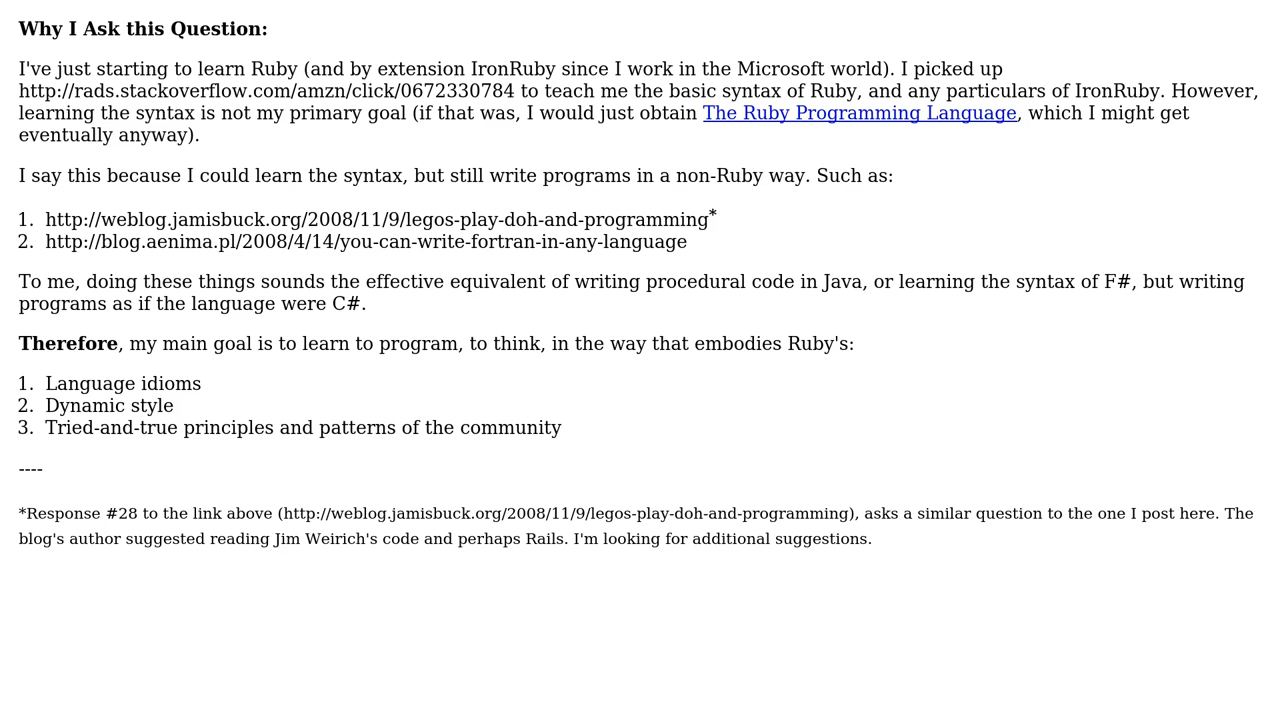 Why I Ask this Question:
I've just starting to learn Ruby (and by extension IronRuby since I work in the Microsoft world). I picked up
http://rads.stackoverflow.com/amzn/click/0672330784 to teach me the basic syntax of Ruby, and any particulars of IronRuby. However,
learning the syntax is not my primary goal (if that was, I would just obtain The Ruby Programming Language, which I might get
eventually anyway).
I say this because I could learn the syntax, but still write programs in a non-Ruby way. Such as:
1. http://weblog.jamisbuck.org/2008/11/9/legos-play-doh-and-programming*
2. http://blog.aenima.pl/2008/4/14/you-can-write-fortran-in-any-language
To me, doing these things sounds the effective equivalent of writing procedural code in Java, or learning the syntax of F#, but writing
programs as if the language were C#.
Therefore, my main goal is to learn to program, to think, in the way that embodies Ruby's:
1. Language idioms
2. Dynamic style
3. Tried-and-true principles and patterns of the community
----
*Response #28 to the link above (http://weblog.jamisbuck.org/2008/11/9/legos-play-doh-and-programming), asks a similar question to the one I post here. The
blog's author suggested reading Jim Weirich's code and perhaps Rails. I'm looking for additional suggestions.